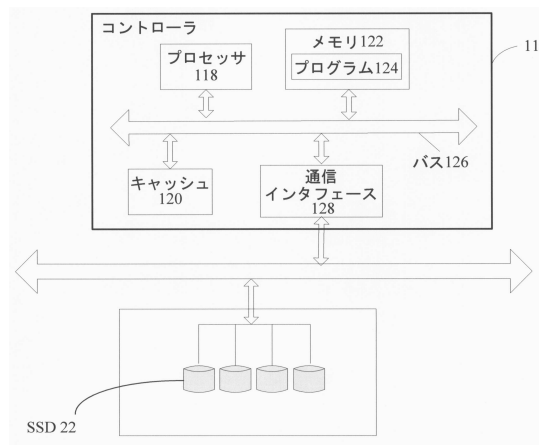 コントローラ
プロセッサ
118
メモリ122
プログラム124
11
バス126
キャッシュ
120
通信
インタフェース
128
SSD 22